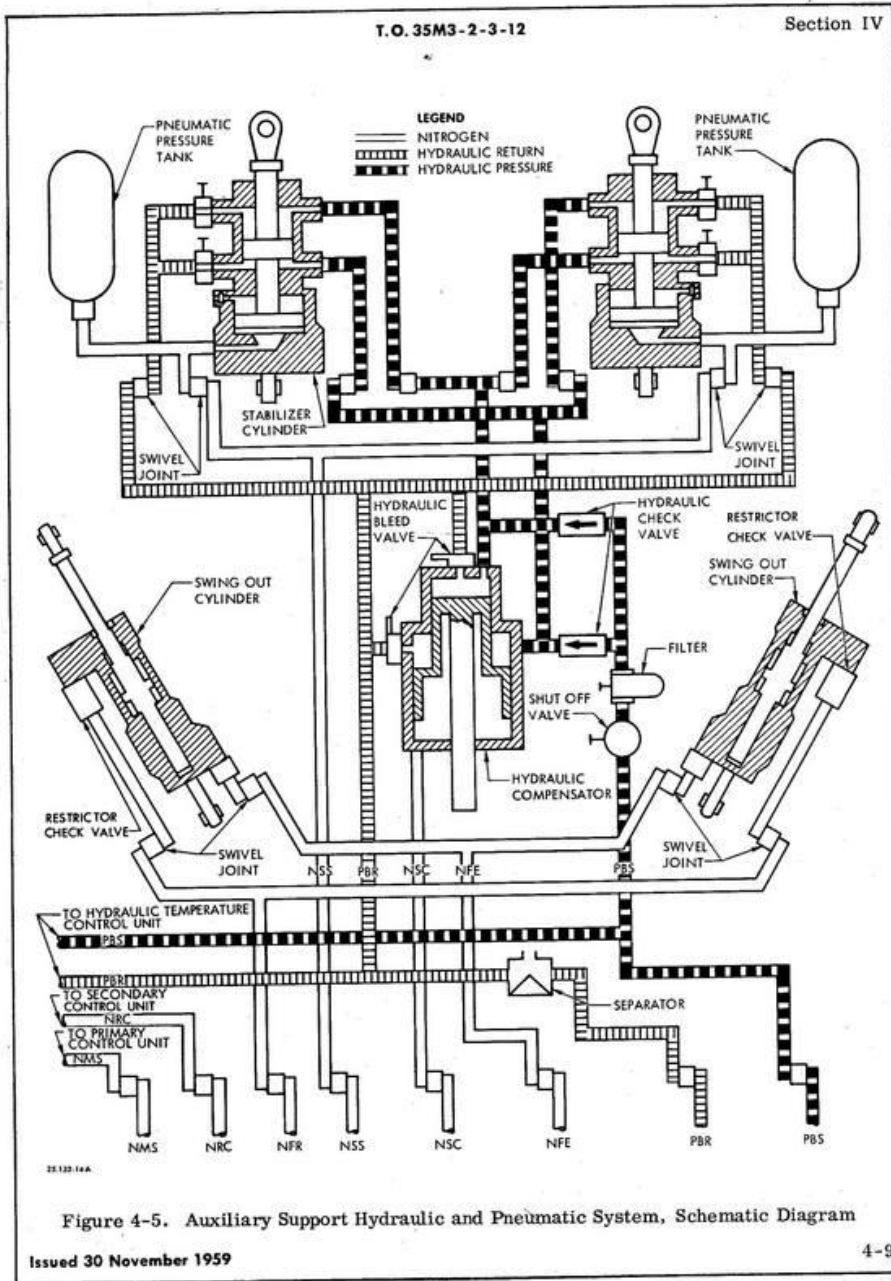 T.O. 35M3-2-3-12
Section IV
PNEUMATIC
PRESSURE
TANK
LEGEND
NITROGEN
HYDRAULIC RETURN
HYDRAULIC PRESSURE
PNEUMATIC
PRESSURE
TANK
STABILIZER
CYLINDER
SWIVEL
JOINT
SWIVEL
JOINT
HYDRAULIC
BLEED
VALVE
HYDRAULIC
CHECK
VALVE
RESTRICTOR
CHECK VALVE
SWING OUT
CYLINDER
SWING OUT
CYLINDER
FILTER
SHUT OFF
VALVE
HYDRAULIC
COMPENSATOR
RESTRICTOR
CHECK VALVE
SWIVEL
JOINT
SWIVEL
JOINT
NSS
PBR
NSC
NFE
PBS
TO HYDRAULIC TEMPERATURE
CONTROL UNIT
PBS
PBR
TO SECONDARY
CONTROL UNIT
NRC
TO PRIMARY
CONTROL UNIT
NMS
SEPARATOR
NMS
NRC
NFR
NSS
NSC
NFE
PBR
PBS
Figure 4-5. Auxiliary Support Hydraulic and Pneumatic System, Schematic Diagram
Issued 30 November 1959
4-9